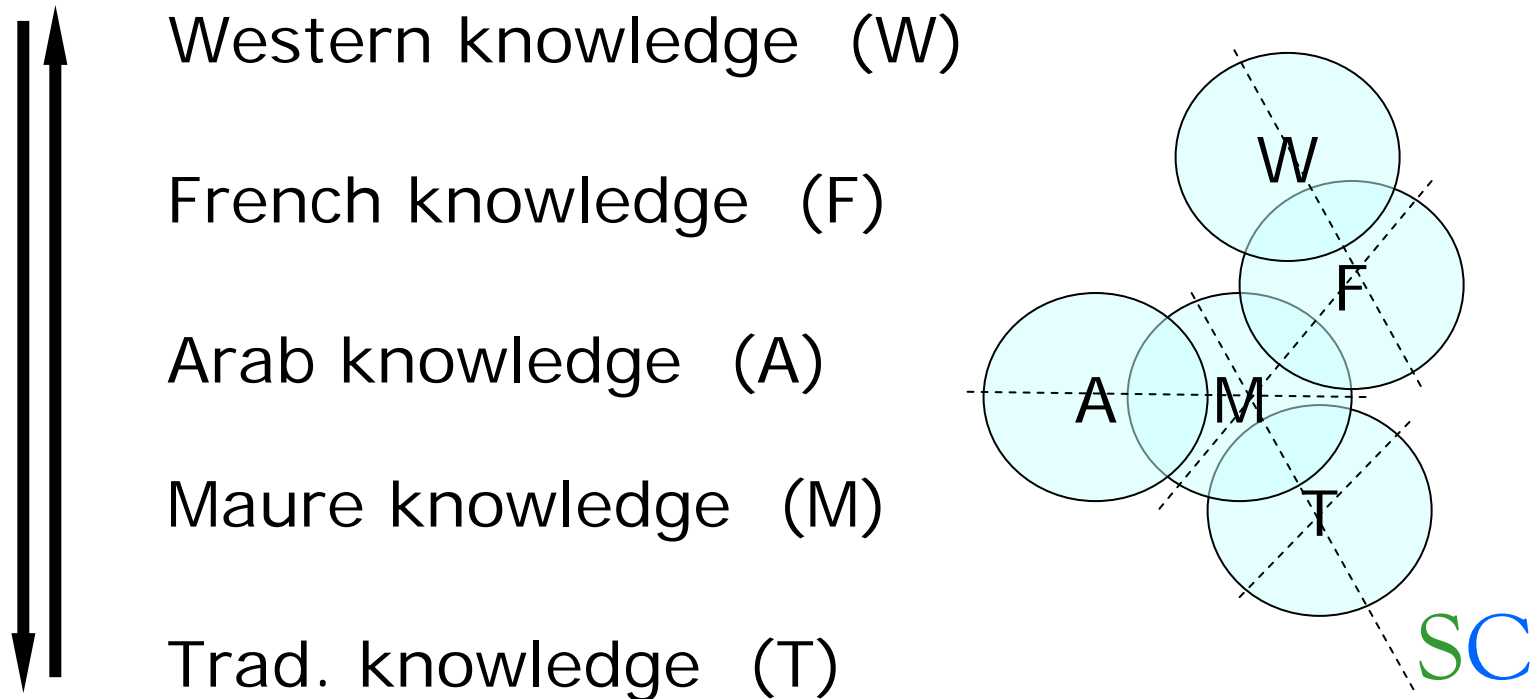 Western knowledge (W)
French knowledge (F)
Arab knowledge (A)
Maure knowledge (M)
Trad. knowledge (T)
W
F
A M
T
SC